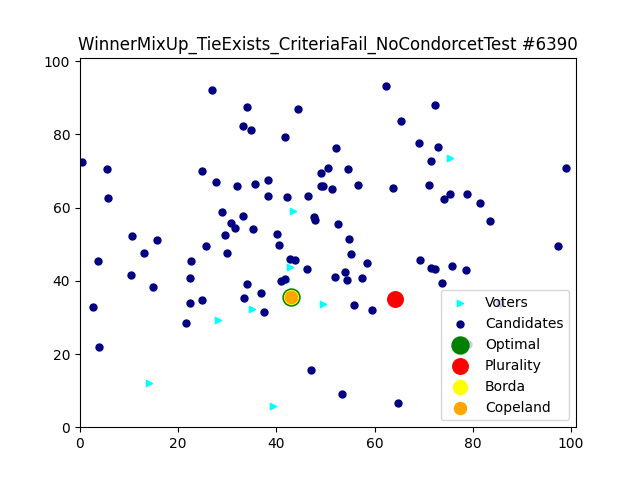 WinnerMixUp_TieExists_CriteriaFail_NoCondorcetTest #6390
100
80
60
40
20
0
Voters
Candidates
Optimal
Plurality
Borda
Copeland
0 20 40 60 80 100